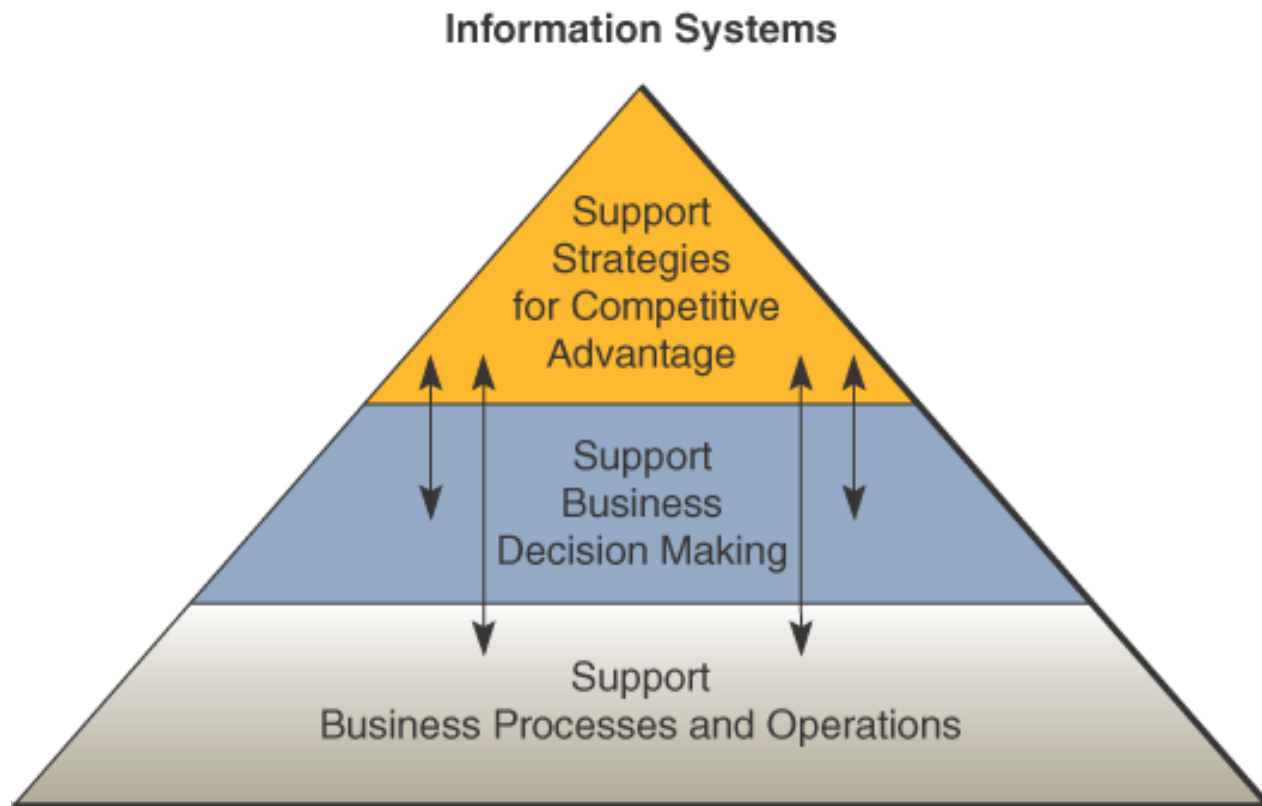 Information Systems
Support
Strategies
for Competitive
Advantage
Support
Business
Decision Making
Support
Business Processes and Operations